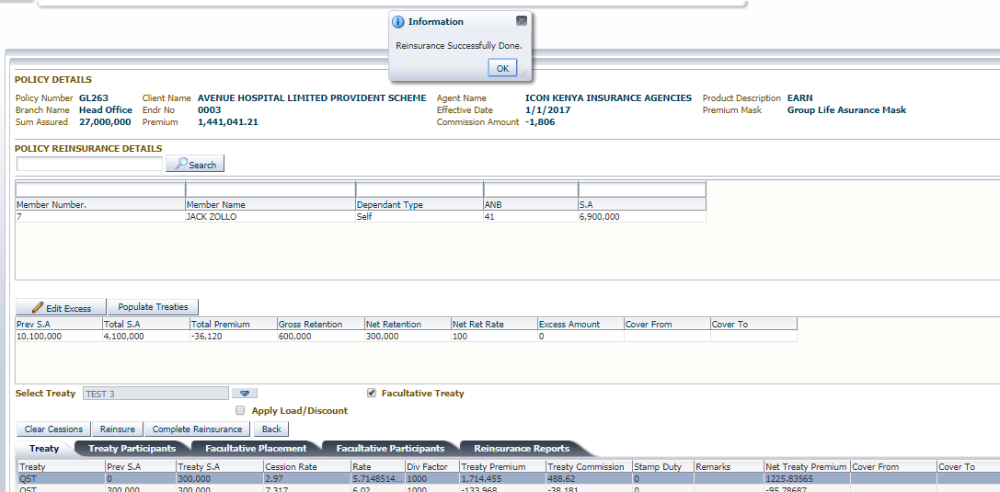 Information
Reinsurance Successfully Done.
OK
POLICY DETAILS
Policy Number GL263 Client Name AVENUE HOSPITAL LIMITED PROVIDENT SCHEME Agent Name ICON KENYA INSURANCE AGENCIES Product Description EARN
Branch Name Head Office Endr No 0003 Effective Date 1/1/2017 Premium Mask Group Life Asurance Mask
Sum Assured 27,000,000 Premium 1,441,041.21 Commission Amount -1,806
POLICY REINSURANCE DETAILS
Search
Member Number. Member Name Dependant Type ANB S.A
7 JACK ZOLLO Self 41 6,900,000
Edit Excess Populate Treaties
Prev S.A Total S.A Total Premium Gross Retention Net Retention Net Ret Rate Excess Amount Cover From Cover To
10,100,000 4,100,000 -36,120 600,000 300,000 100 0
Select Treaty TEST 3 Facultative Treaty
Apply Load/Discount
Clear Cessions Reinsure Complete Reinsurance Back
Treaty Treaty Participants Facultative Placement Facultative Participants Reinsurance Reports
Treaty Prev S.A Treaty S.A Cession Rate Rate Div Factor Treaty Premium Treaty Commission Stamp Duty Remarks Net Treaty Premium Cover From Cover To
QST 0 300,000 2.97 5.7148514... 1000 1,714.455 488.62 0 1225.83565
QST 300,000 300,000 7.317 6.02 1000 -133.968 -38.181 0 -95.78687